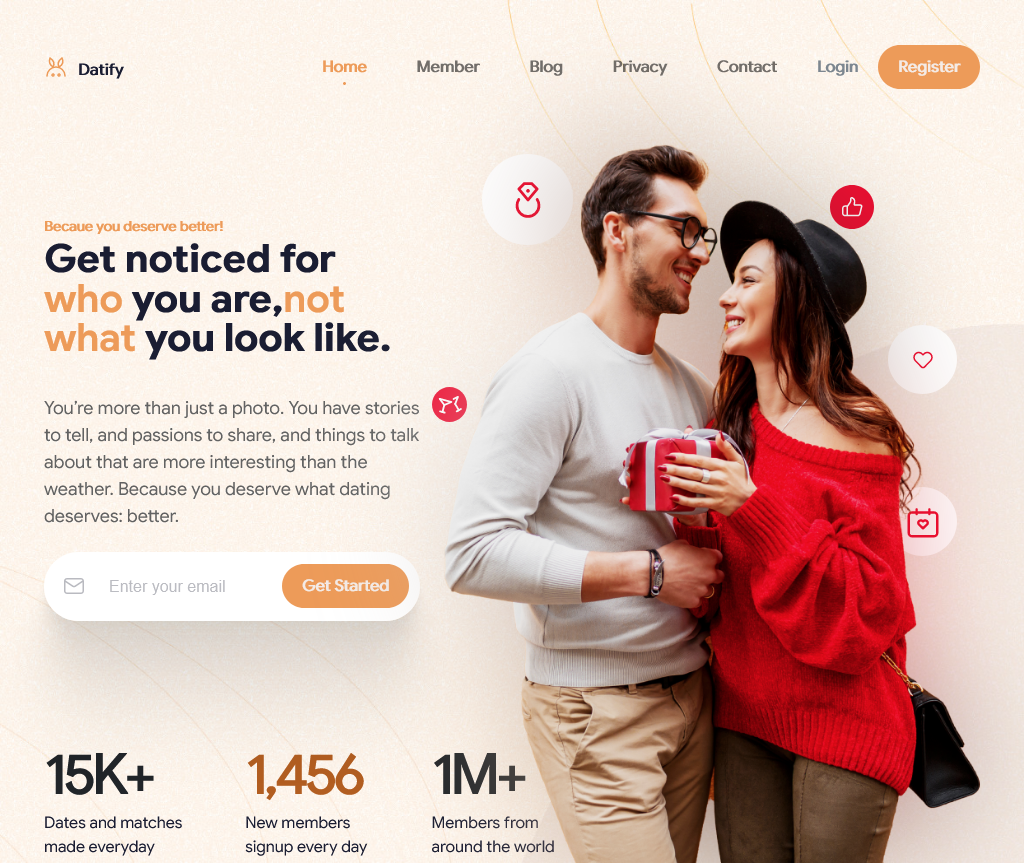 Datify
Home Member Blog Privacy Contact Login Register
Becaue you deserve better!
Get noticed for
who you are,not
what you look like.
You’re more than just a photo. You have stories
to tell, and passions to share, and things to talk
about that are more interesting than the
weather. Because you deserve what dating
deserves: better.
Enter your email Get Started
15K+ 1,456 1M+
Dates and matches New members Members from
made everyday signup every day around the world